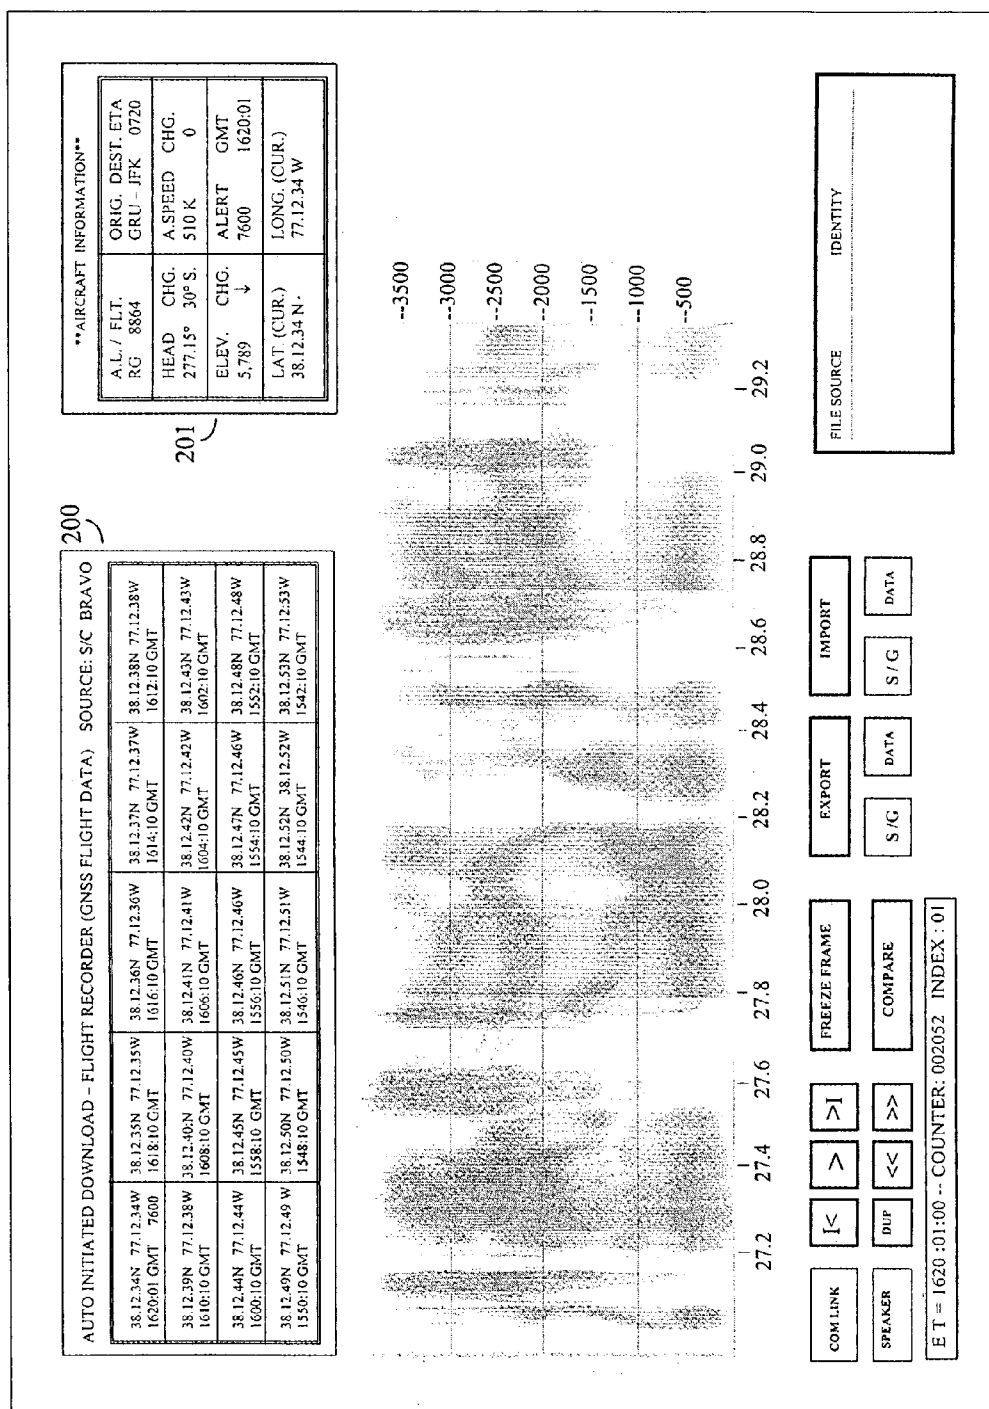 AUTO INITIATED DOWNLOAD – FLIGHT RECORDER (GNSS FLIGHT DATA) SOURCE: S/C BRAVO
200
38.12.34N 77.12.34W
1620:01 GMT 7600
38.12.35N 77.12.35W
1618:10 GMT
38.12.36N 77.12.36W
1616:10 GMT
38.12.37N 77.12.37W
1614:10 GMT
38.12.38N 77.12.38W
1612:10 GMT
38.12.39N 77.12.38W
1610:10 GMT
38.12.40N 77.12.40W
1608:10 GMT
38.12.41N 77.12.41W
1606:10 GMT
38.12.42N 77.12.42W
1604:10 GMT
38.12.43N 77.12.43W
1602:10 GMT
38.12.44N 77.12.44W
1600:10 GMT
38.12.45N 77.12.45W
1558:10 GMT
38.12.46N 77.12.46W
1556:10 GMT
38.12.47N 77.12.46W
1554:10 GMT
38.12.48N 77.12.48W
1552:10 GMT
38.12.49N 77.12.49 W
1550:10 GMT
38.12.50N 77.12.50W
1548:10 GMT
38.12.51N 77.12.51W
1546:10 GMT
38.12.52N 38.12.52W
1544:10 GMT
38.12.53N 77.12.53W
1542:10 GMT
**AIRCRAFT INFORMATION**
201
A.L. / FLT.
RG 8864
ORIG. DEST. ETA
GRU – JFK 0720
HEAD CHG.
277.15° 30° S.
A.SPEED CHG.
510 K 0
ELEV. CHG.
5,789 ↓
ALERT GMT
7600 1620:01
LAT. (CUR.)
38.12.34 N
LONG. (CUR.)
77.12.34 W
--3500
--3000
--2500
--2000
--1500
--1000
--500
27.2 27.4 27.6 27.8 28.0 28.2 28.4 28.6 28.8 29.0 29.2
COM LINK
I<
>
>I
FREEZE FRAME
EXPORT
IMPORT
SPEAKER
DUP
<<
>>
COMPARE
S/G
DATA
S / G
DATA
FILE SOURCE IDENTITY
E T = 1620 :01:00 -- COUNTER: 002052 INDEX : 01